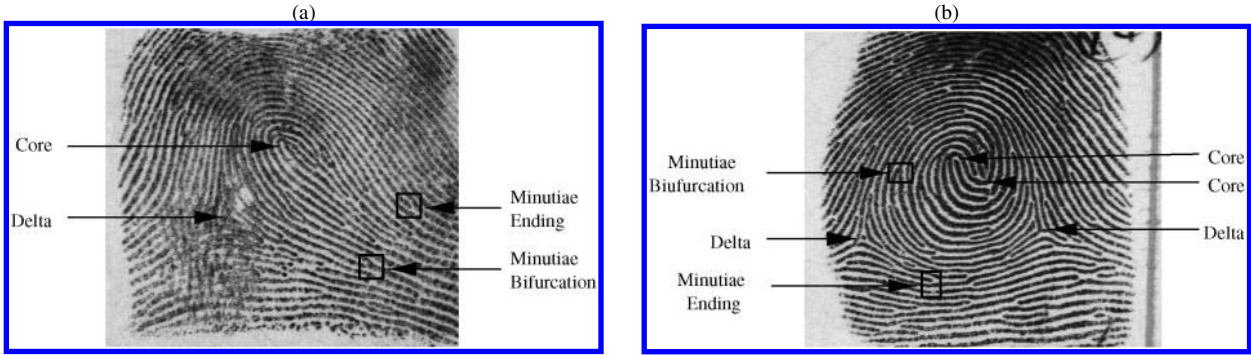 (a)
Core
Delta
Minutiae
Ending
Minutiae
Bifurcation
(b)
Minutiae
Biufurcation
Delta
Minutiae
Ending
Core
Core
Delta